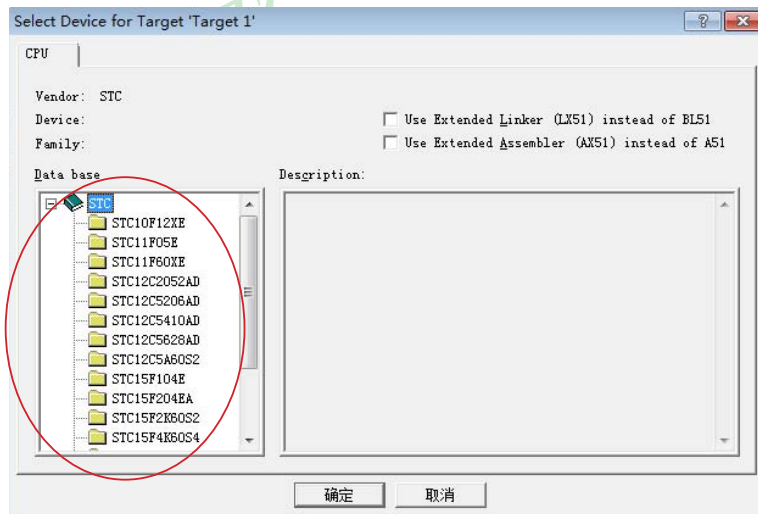 Select Device for Target 'Target 1'
CPU
Vendor: STC
Device:
Use Extended Linker (LX51) instead of BL51
Family:
Use Extended Assembler (AX51) instead of A51
Data base
Description:
STC
STC10F12XE
STC11F05E
STC11F60XE
STC12C2052AD
STC12C5206AD
STC12C5410AD
STC12C5628AD
STC12C5A60S2
STC15F104E
STC15F204EA
STC15F2K60S2
STC15F4K60S4
确定
取消